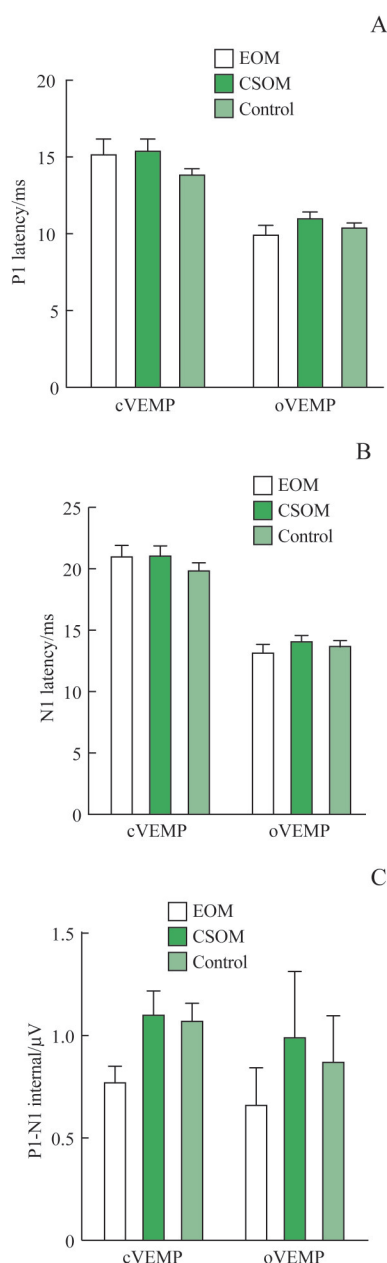 A
EOM
CSOM
Control
P1 latency/ms
20
15
10
5
0
cVEMP oVEMP
B
EOM
CSOM
Control
N1 latency/ms
25
20
15
10
5
0
cVEMP oVEMP
C
EOM
CSOM
Control
P1-N1 internal/μV
1.5
1.0
0.5
0
cVEMP oVEMP